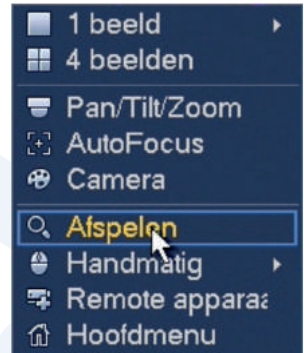 1 beeld
4 beelden
Pan/Tilt/Zoom
AutoFocus
Camera
Afspelen
Handmatig
Remote apparaa
Hoofdmenu